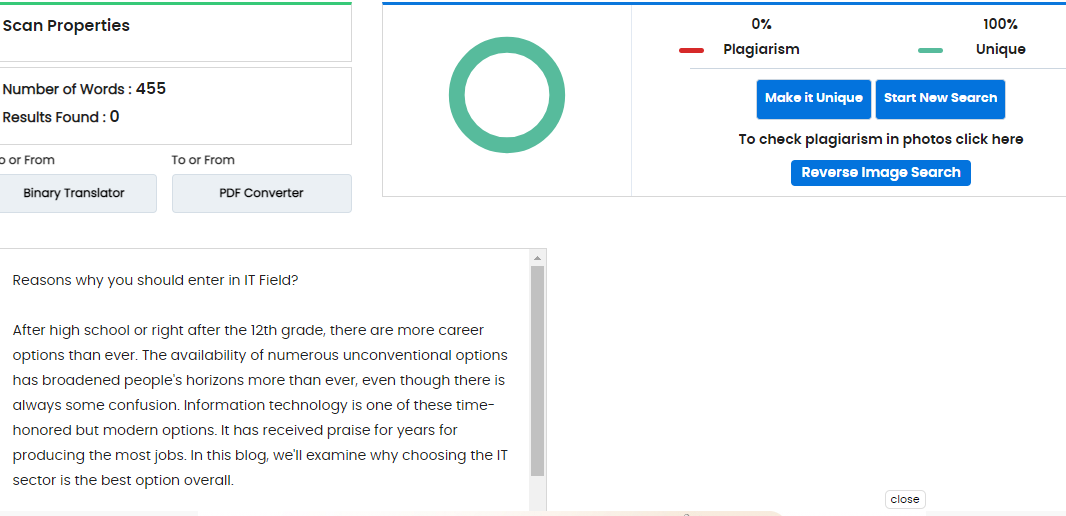 Scan Properties
Number of Words : 455
Results Found : 0
o or From
To or From
Binary Translator
PDF Converter
0%
100%
Plagiarism
Unique
Make it Unique
Start New Search
To check plagiarism in photos click here
Reverse Image Search
Reasons why you should enter in IT Field?
After high school or right after the 12th grade, there are more career
options than ever. The availability of numerous unconventional options
has broadened people's horizons more than ever, even though there is
always some confusion. Information technology is one of these time-
honored but modern options. It has received praise for years for
producing the most jobs. In this blog, we'll examine why choosing the IT
sector is the best option overall.
close